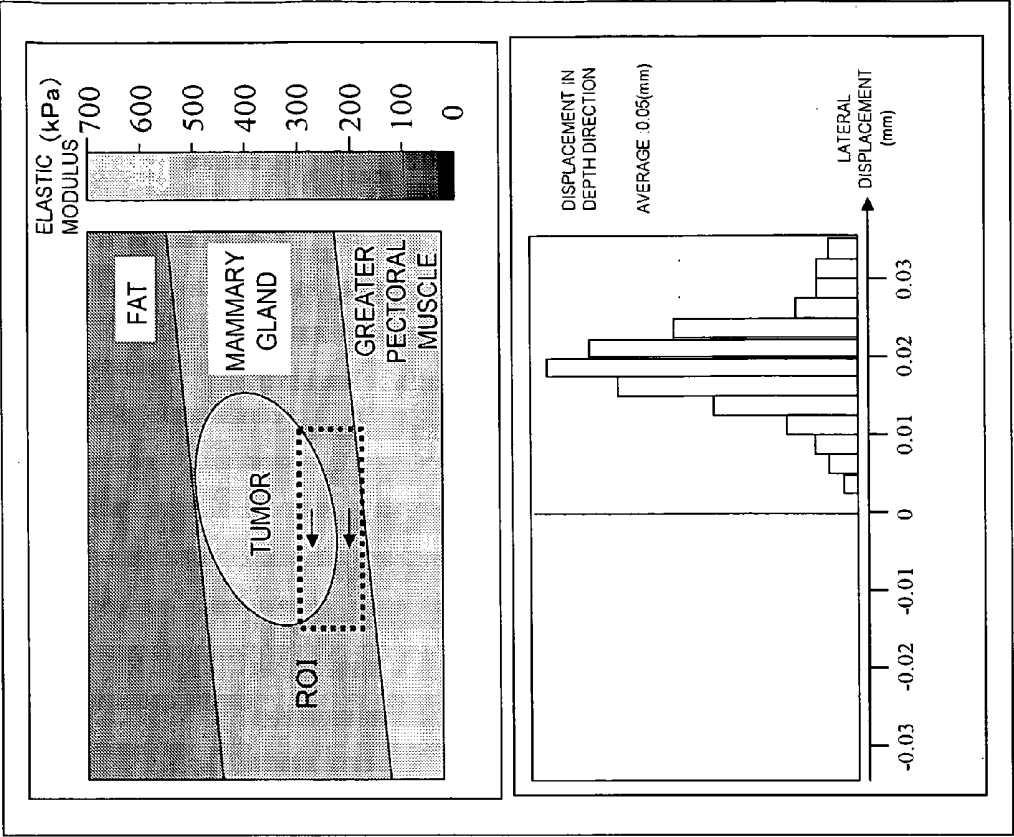 ELASTIC (kPa)
MODULUS
700
600
500
400
300
200
100
0
FAT
MAMMARY
GLAND
GREATER
PECTORAL
MUSCLE
TUMOR
ROI
DISPLACEMENT IN
DEPTH DIRECTION
AVERAGE :0.05(mm)
LATERAL
DISPLACEMENT
(mm)
-0.03
-0.02
-0.01
0
0.01
0.02
0.03